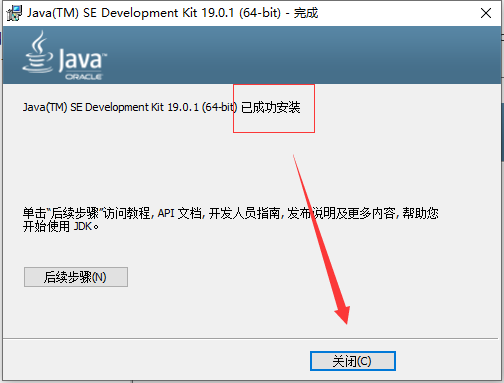 Java(TM) SE Development Kit 19.0.1 (64-bit) - 完成
Java™
ORACLE
Java(TM) SE Development Kit 19.0.1 (64-bit) 已成功安装
单击“后续步骤”访问教程, API 文档, 开发人员指南, 发布说明及更多内容, 帮助您
开始使用 JDK。
后续步骤(N)
关闭(C)